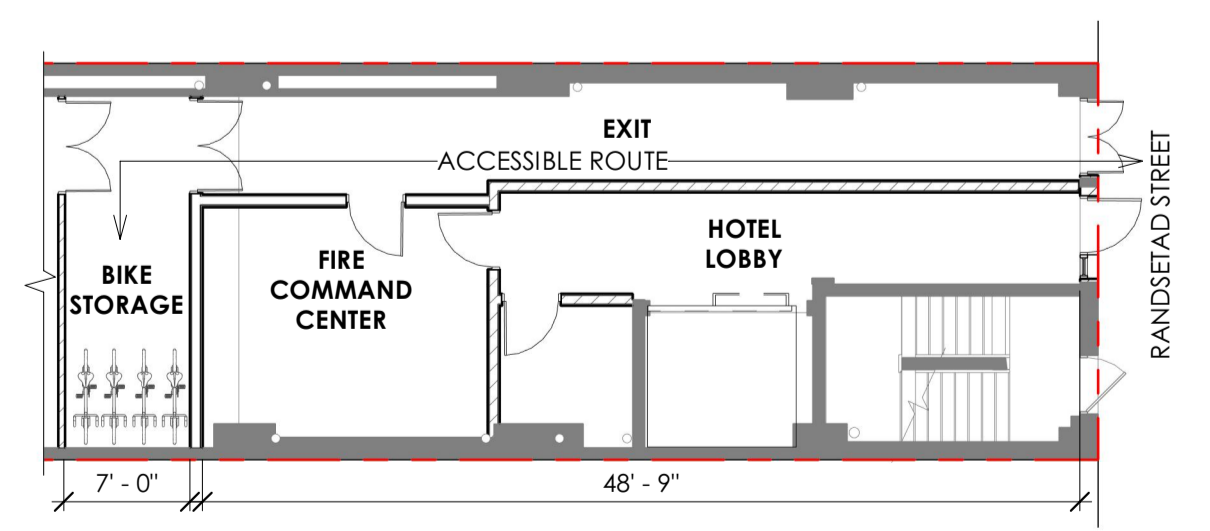 EXIT
ACCESSIBLE ROUTE
HOTEL
LOBBY
FIRE
COMMAND
CENTER
BIKE
STORAGE
RANDSETAD STREET
7' - 0"
48' - 9"